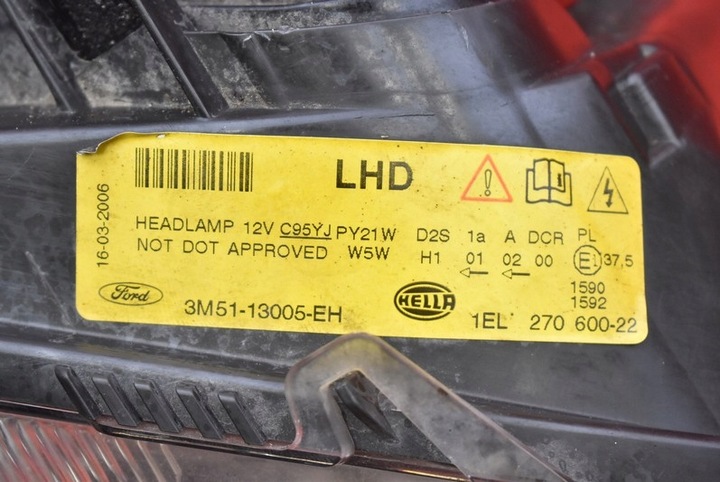 LHD
16-03-2006
HEADLAMP 12V C95YJ PY21W D2S 1a A DCR PL
NOT DOT APPROVED W5W H1 01 02 00 E1 37,5
1590
1592
Ford
3M51-13005-EH
HELLA
1EL 270 600-22